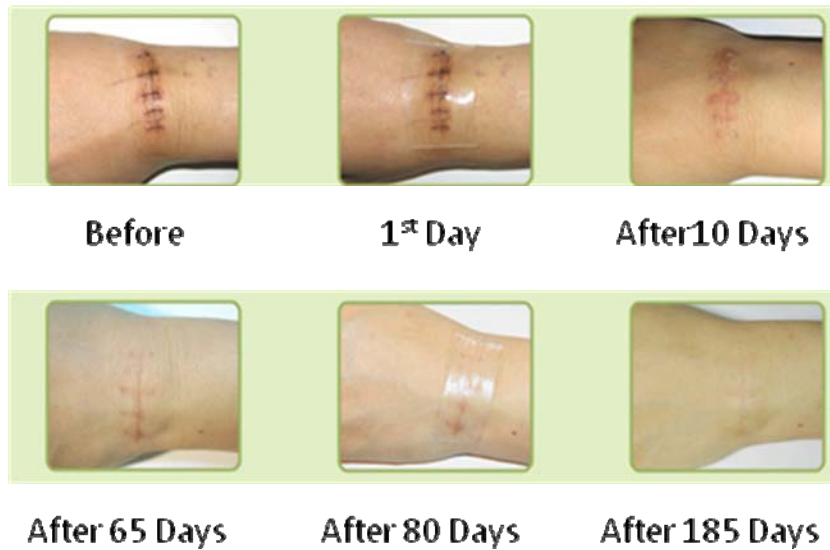 Before
1st Day
After10 Days
After 65 Days
After 80 Days
After 185 Days